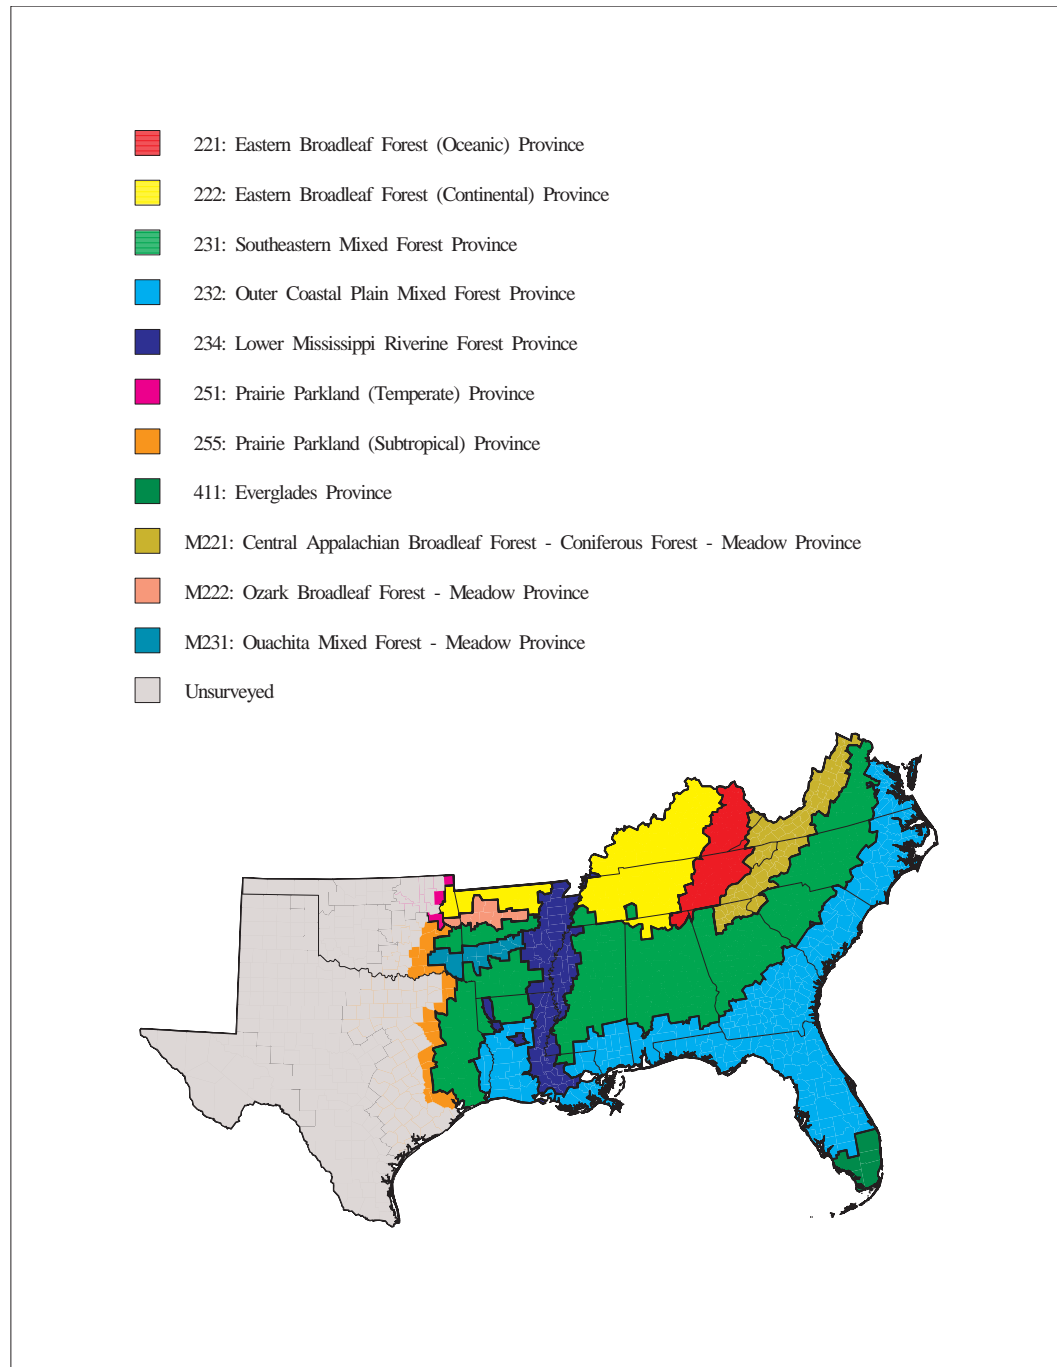 221: Eastern Broadleaf Forest (Oceanic) Province
222: Eastern Broadleaf Forest (Continental) Province
231: Southeastern Mixed Forest Province
232: Outer Coastal Plain Mixed Forest Province
234: Lower Mississippi Riverine Forest Province
251: Prairie Parkland (Temperate) Province
255: Prairie Parkland (Subtropical) Province
411: Everglades Province
M221: Central Appalachian Broadleaf Forest - Coniferous Forest - Meadow Province
M222: Ozark Broadleaf Forest - Meadow Province
M231: Ouachita Mixed Forest - Meadow Province
Unsurveyed